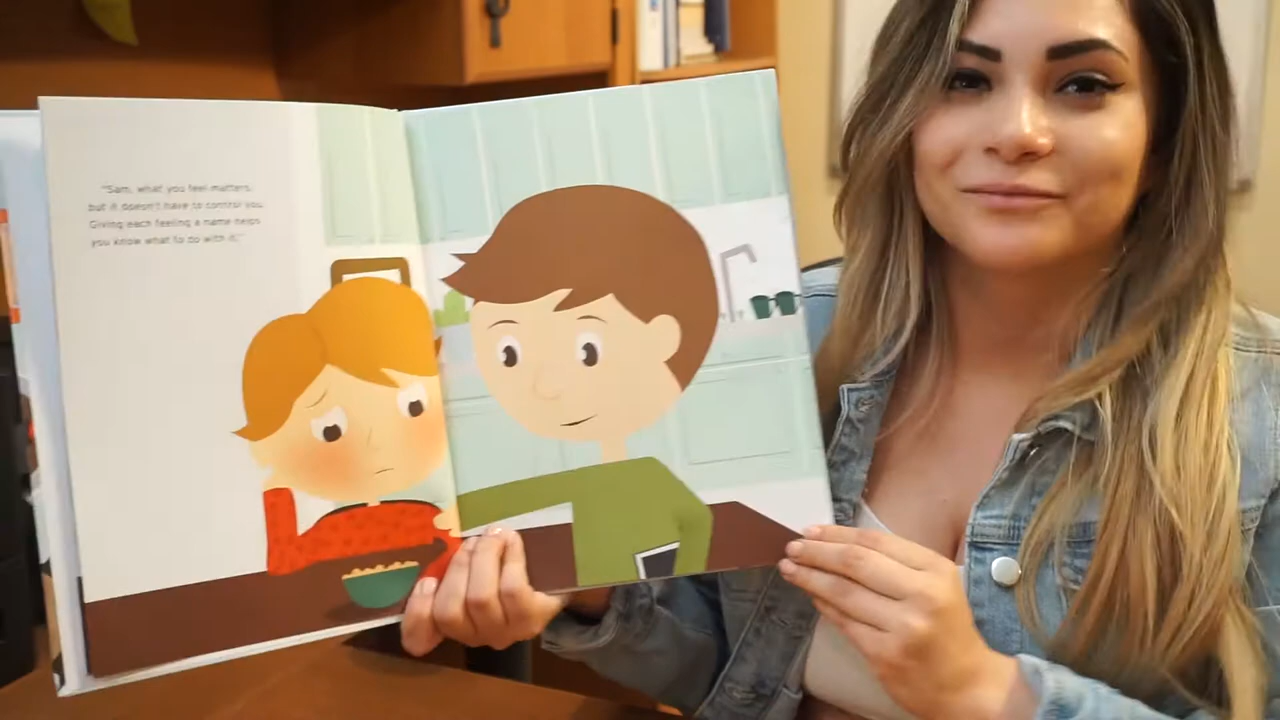 "Sam, what you feel matters,
but it doesn't have to control you.
Giving each feeling a name helps
you know what to do with it."